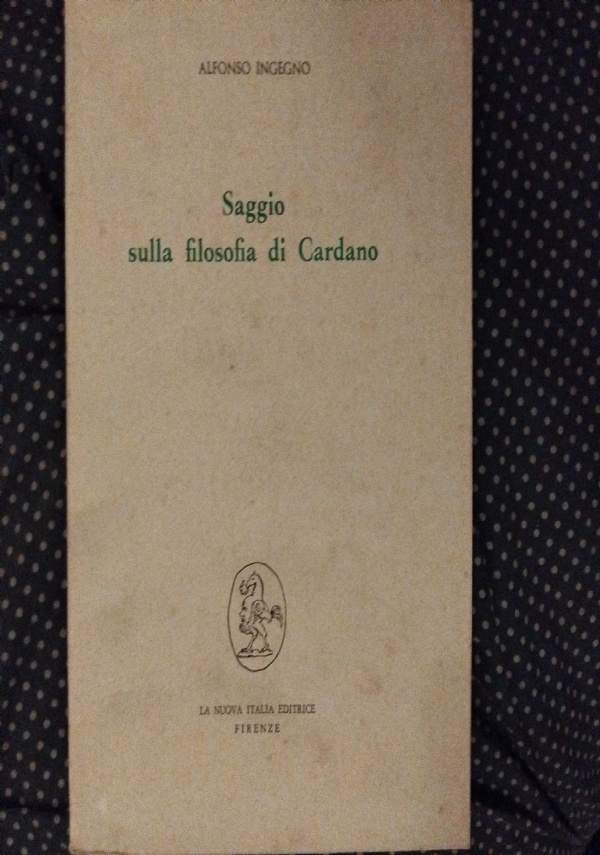 ALFONSO INGEGNO
Saggio
sulla filosofia di Cardano
LA NUOVA ITALIA EDITRICE
FIRENZE